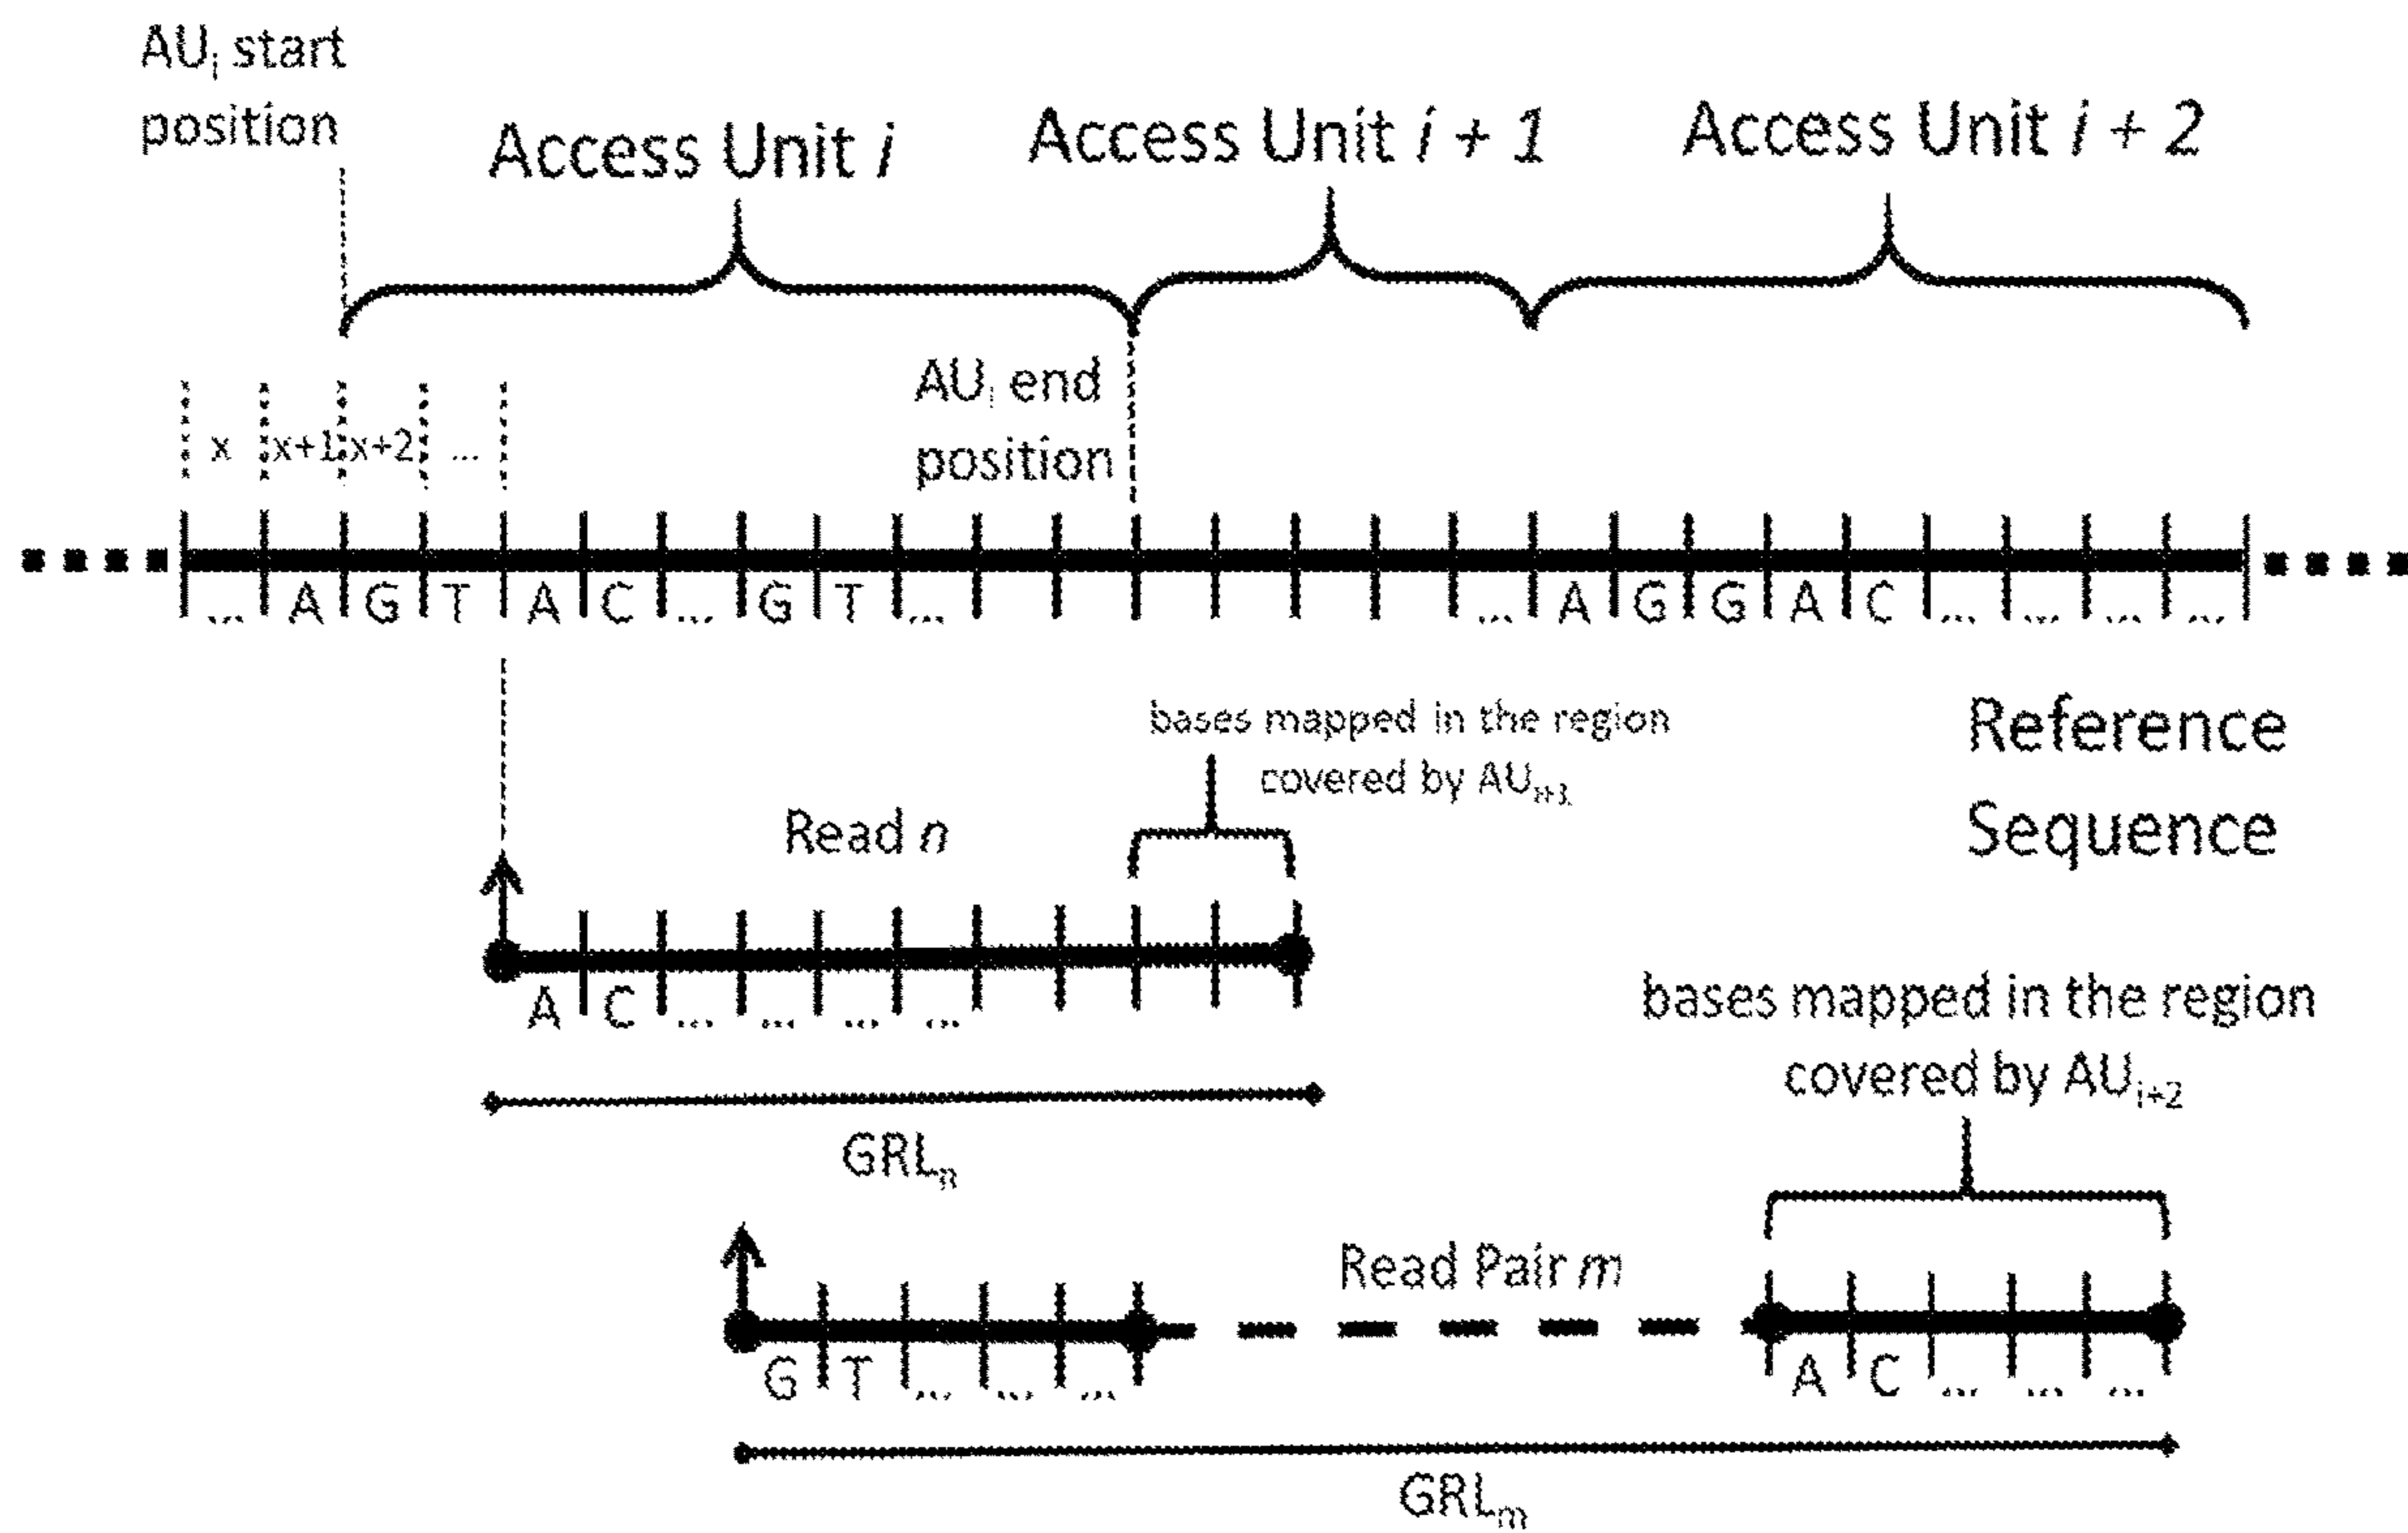 AUi start
position
Access Unit i
Access Unit i + 1
Access Unit i + 2
AUi end
position
x x+1 x+2 ...
... A G T A C ... G T ... ... A G G A C ... ... ... ...
bases mapped in the region
covered by AUi+1
Reference
Sequence
Read n
A C ... ... ... ...
GRLn
bases mapped in the region
covered by AUi+2
Read Pair m
G T ... ... ... A C ... ... ...
GRLm